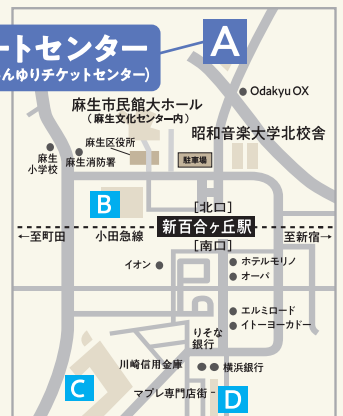 ートセンター
んゆりチケットセンター)
A
Odakyu OX
麻生市民館大ホール
(麻生文化センター内)
昭和音楽大学北校舎
麻生区役所
駐車場
麻生
小学校
麻生
消防署
B
[北口]
新百合ヶ丘駅
[南口]
←至町田
小田急線
至新宿→
イオン
ホテルモリノ
オーパ
エルミロード
イトーヨーカドー
りそな
銀行
川崎信用金庫
横浜銀行
C
マプレ専門店街
D